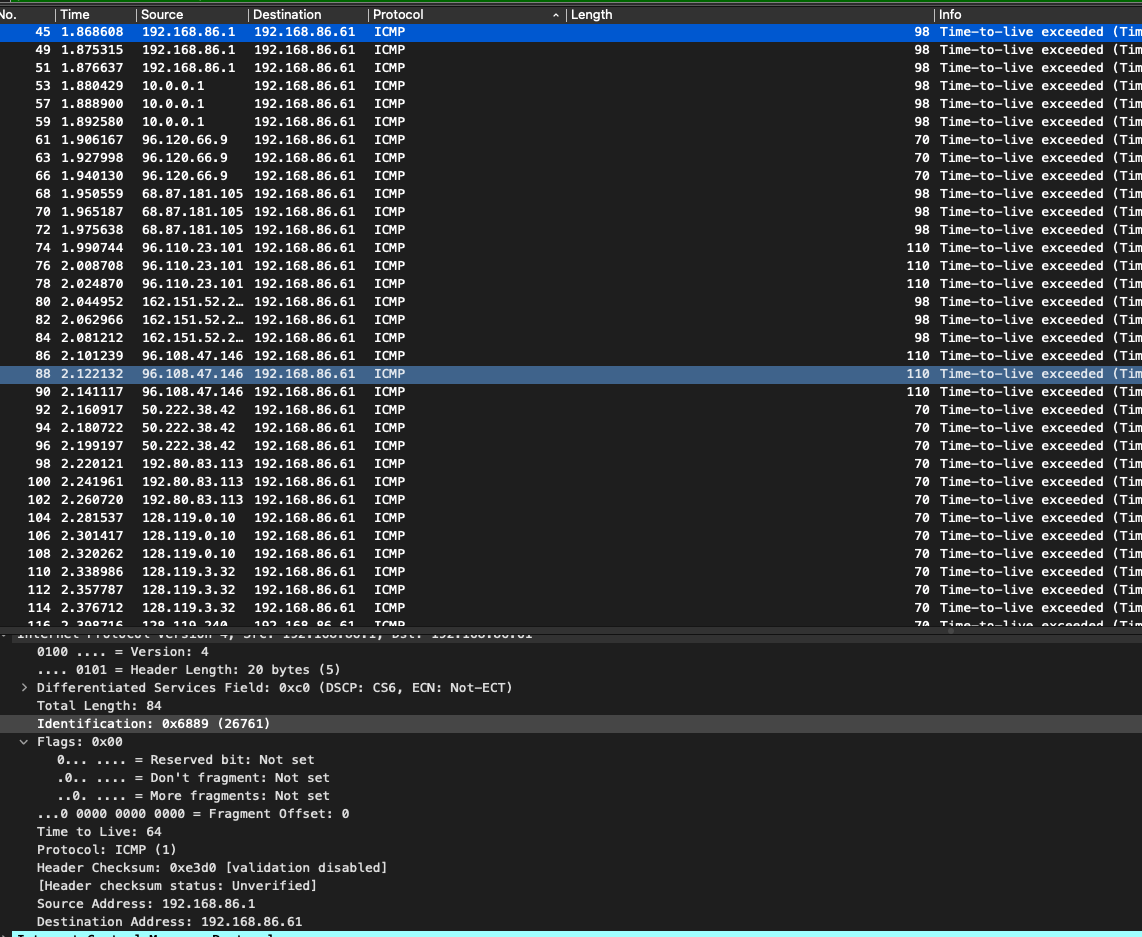 No. Time Source Destination Protocol Length Info
45 1.868608 192.168.86.1 192.168.86.61 ICMP 98 Time-to-live exceeded (Tim
49 1.875315 192.168.86.1 192.168.86.61 ICMP 98 Time-to-live exceeded (Tim
51 1.876637 192.168.86.1 192.168.86.61 ICMP 98 Time-to-live exceeded (Tim
53 1.880429 10.0.0.1 192.168.86.61 ICMP 98 Time-to-live exceeded (Tim
57 1.888900 10.0.0.1 192.168.86.61 ICMP 98 Time-to-live exceeded (Tim
59 1.892580 10.0.0.1 192.168.86.61 ICMP 98 Time-to-live exceeded (Tim
61 1.906167 96.120.66.9 192.168.86.61 ICMP 70 Time-to-live exceeded (Tim
63 1.927998 96.120.66.9 192.168.86.61 ICMP 70 Time-to-live exceeded (Tim
66 1.940130 96.120.66.9 192.168.86.61 ICMP 70 Time-to-live exceeded (Tim
68 1.950559 68.87.181.105 192.168.86.61 ICMP 98 Time-to-live exceeded (Tim
70 1.965187 68.87.181.105 192.168.86.61 ICMP 98 Time-to-live exceeded (Tim
72 1.975638 68.87.181.105 192.168.86.61 ICMP 98 Time-to-live exceeded (Tim
74 1.990744 96.110.23.101 192.168.86.61 ICMP 110 Time-to-live exceeded (Tim
76 2.008708 96.110.23.101 192.168.86.61 ICMP 110 Time-to-live exceeded (Tim
78 2.024870 96.110.23.101 192.168.86.61 ICMP 110 Time-to-live exceeded (Tim
80 2.044952 162.151.52.2… 192.168.86.61 ICMP 98 Time-to-live exceeded (Tim
82 2.062966 162.151.52.2… 192.168.86.61 ICMP 98 Time-to-live exceeded (Tim
84 2.081212 162.151.52.2… 192.168.86.61 ICMP 98 Time-to-live exceeded (Tim
86 2.101239 96.108.47.146 192.168.86.61 ICMP 110 Time-to-live exceeded (Tim
88 2.122132 96.108.47.146 192.168.86.61 ICMP 110 Time-to-live exceeded (Tim
90 2.141117 96.108.47.146 192.168.86.61 ICMP 110 Time-to-live exceeded (Tim
92 2.160917 50.222.38.42 192.168.86.61 ICMP 70 Time-to-live exceeded (Tim
94 2.180722 50.222.38.42 192.168.86.61 ICMP 70 Time-to-live exceeded (Tim
96 2.199197 50.222.38.42 192.168.86.61 ICMP 70 Time-to-live exceeded (Tim
98 2.220121 192.80.83.113 192.168.86.61 ICMP 70 Time-to-live exceeded (Tim
100 2.241961 192.80.83.113 192.168.86.61 ICMP 70 Time-to-live exceeded (Tim
102 2.260720 192.80.83.113 192.168.86.61 ICMP 70 Time-to-live exceeded (Tim
104 2.281537 128.119.0.10 192.168.86.61 ICMP 70 Time-to-live exceeded (Tim
106 2.301417 128.119.0.10 192.168.86.61 ICMP 70 Time-to-live exceeded (Tim
108 2.320262 128.119.0.10 192.168.86.61 ICMP 70 Time-to-live exceeded (Tim
110 2.338986 128.119.3.32 192.168.86.61 ICMP 70 Time-to-live exceeded (Tim
112 2.357787 128.119.3.32 192.168.86.61 ICMP 70 Time-to-live exceeded (Tim
114 2.376712 128.119.3.32 192.168.86.61 ICMP 70 Time-to-live exceeded (Tim
116 2.398716 128.119.240 192.168.86.61 ICMP 70 Time-to-live exceeded (Tim
Internet Protocol Version 4, Src: 192.168.86.1, Dst: 192.168.86.61
0100 .... = Version: 4
.... 0101 = Header Length: 20 bytes (5)
Differentiated Services Field: 0xc0 (DSCP: CS6, ECN: Not-ECT)
Total Length: 84
Identification: 0x6889 (26761)
Flags: 0x00
0... .... = Reserved bit: Not set
.0.. .... = Don't fragment: Not set
..0. .... = More fragments: Not set
...0 0000 0000 0000 = Fragment Offset: 0
Time to Live: 64
Protocol: ICMP (1)
Header Checksum: 0xe3d0 [validation disabled]
[Header checksum status: Unverified]
Source Address: 192.168.86.1
Destination Address: 192.168.86.61
Internet Control Message Protocol